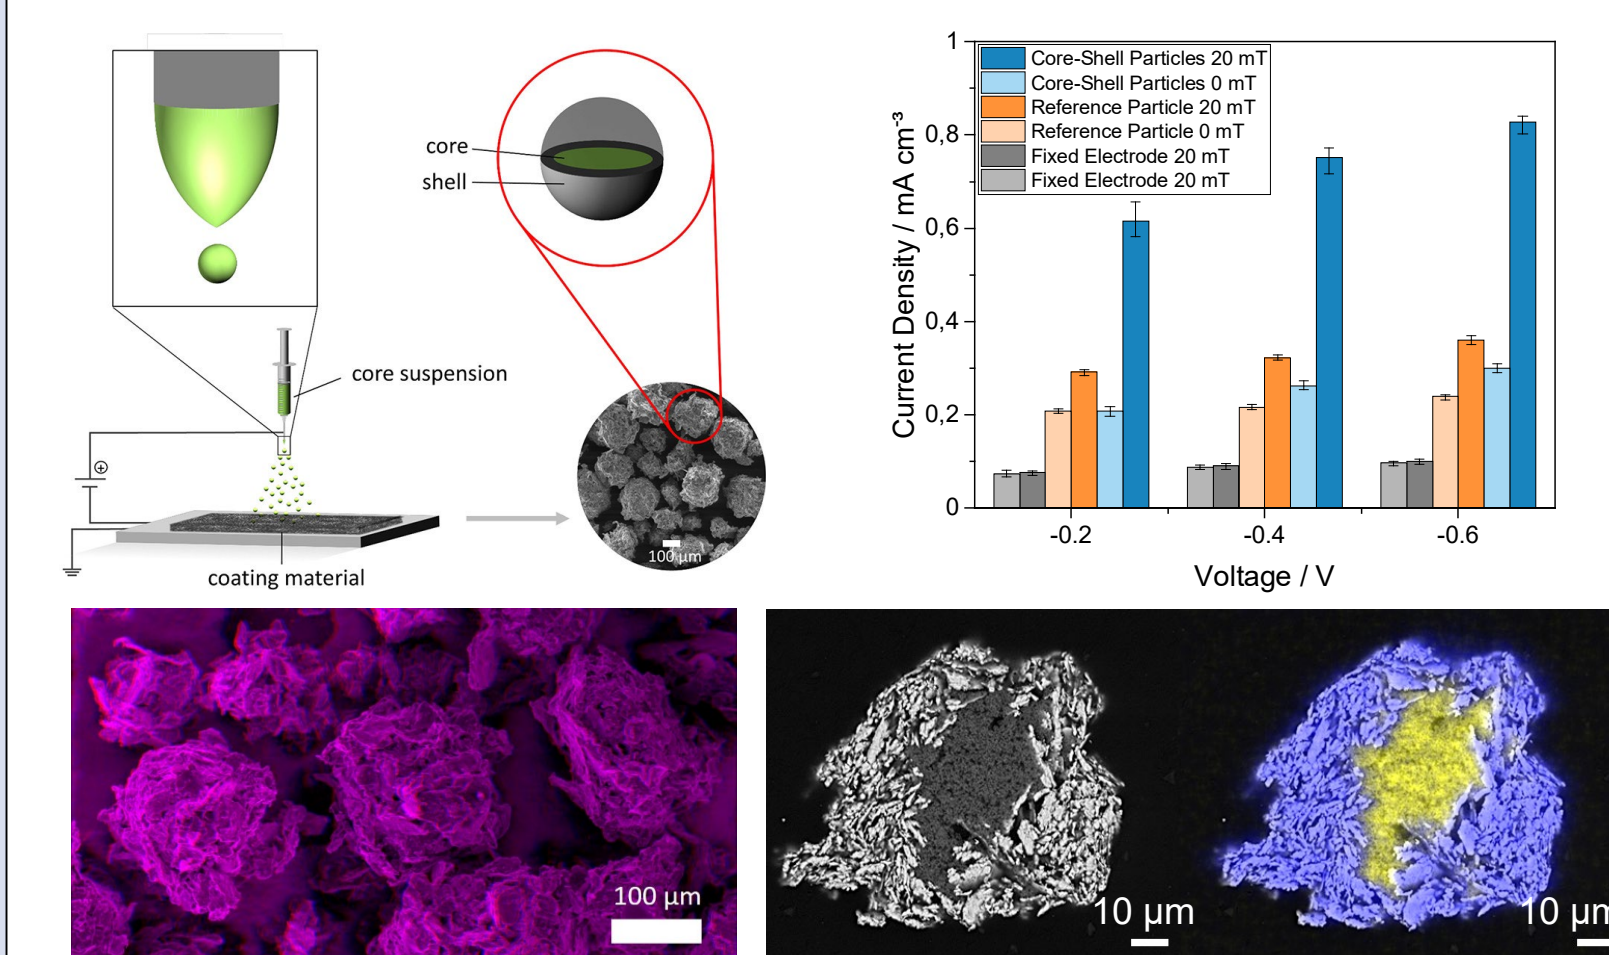 core
shell
core suspension
⊕
coating material
100 µm
1
0,8
0,6
0,4
0,2
0
Current Density / mA cm⁻³
Core-Shell Particles 20 mT
Core-Shell Particles 0 mT
Reference Particle 20 mT
Reference Particle 0 mT
Fixed Electrode 20 mT
Fixed Electrode 20 mT
-0.2
-0.4
-0.6
Voltage / V
100 µm
10 µm
10 µm